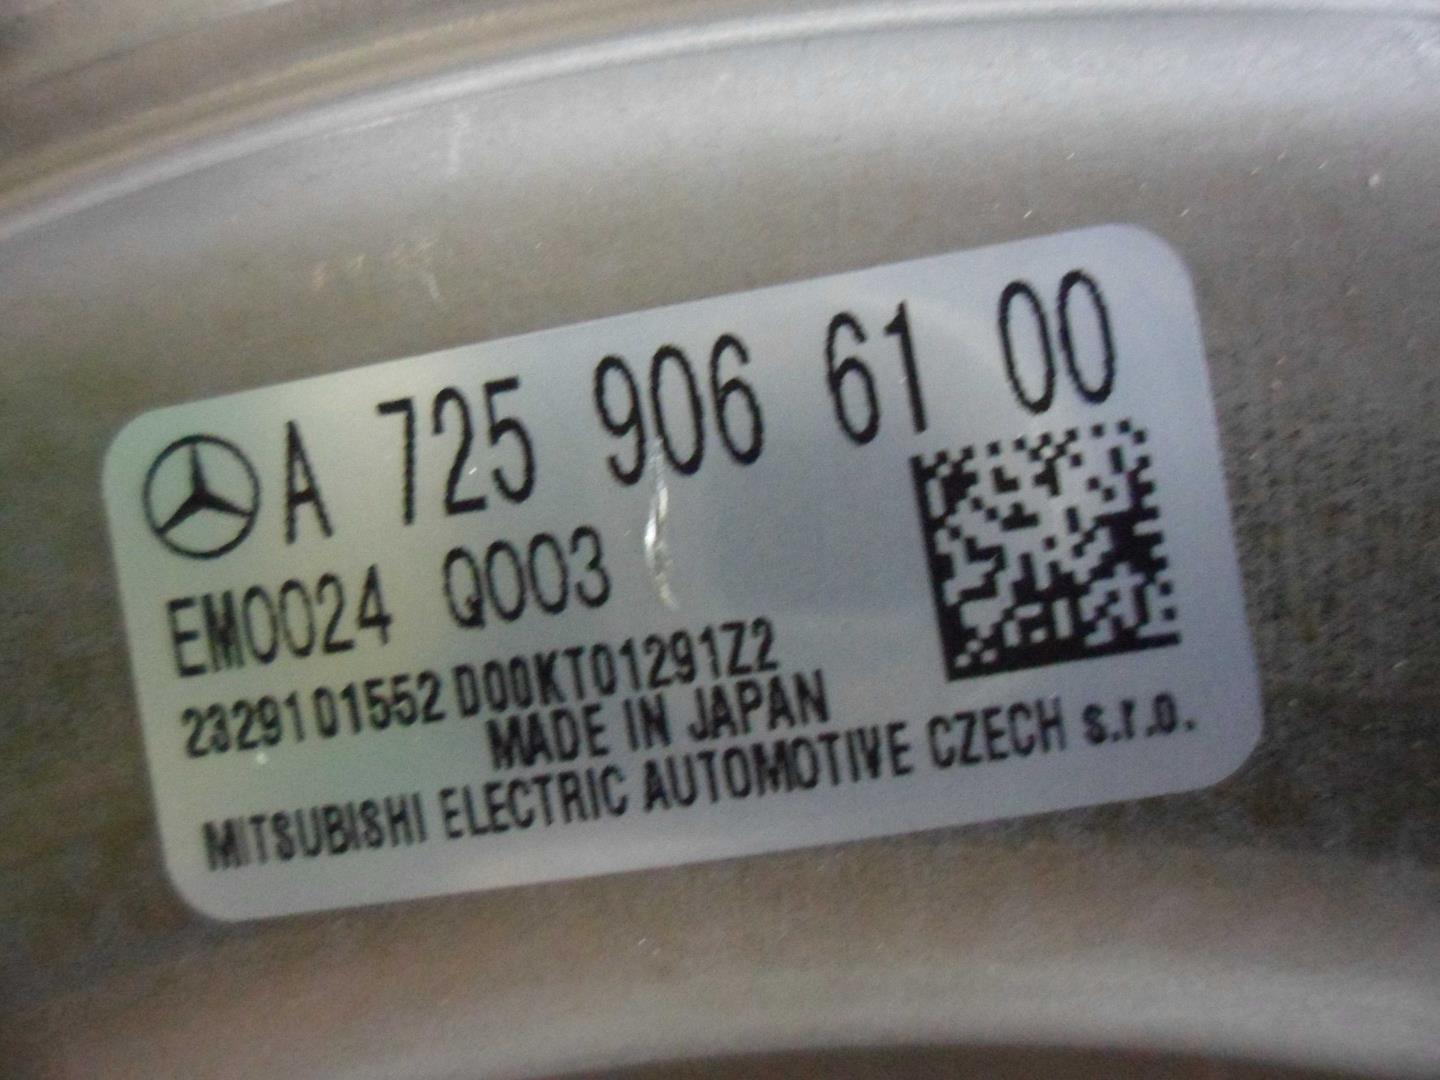 A 725 906 61 00
EM0024 Q003
2329101552 D00KT01291Z2
MADE IN JAPAN
MITSUBISHI ELECTRIC AUTOMOTIVE CZECH s.r.o.